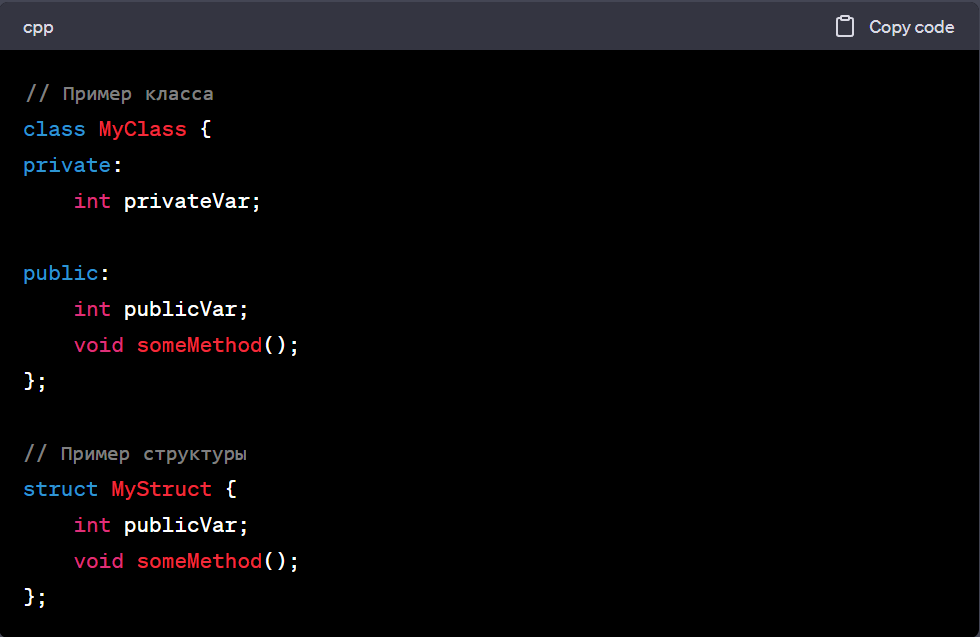 cpp
Copy code
// Пример класса
class MyClass {
private:
    int privateVar;

public:
    int publicVar;
    void someMethod();
};

// Пример структуры
struct MyStruct {
    int publicVar;
    void someMethod();
};